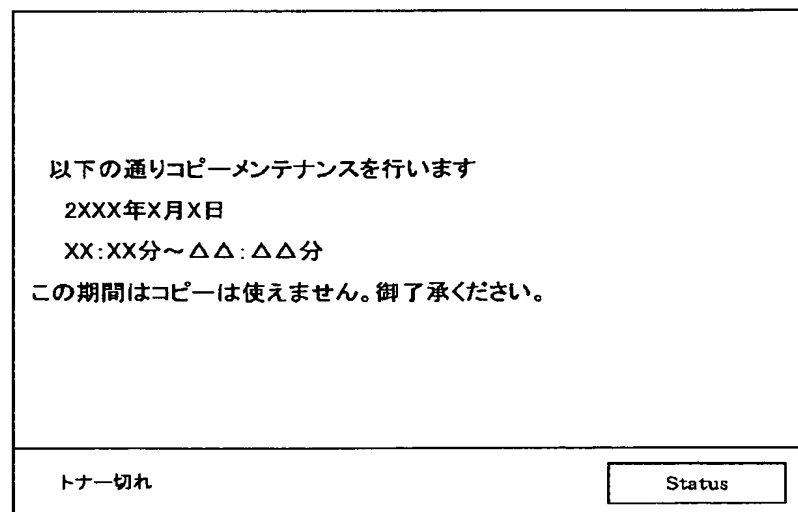 以下の通りコピーメンテナンスを行います
2XXX年X月X日
XX:XX分～△△:△△分
この期間はコピーは使えません。御了承ください。
トナー切れ
Status